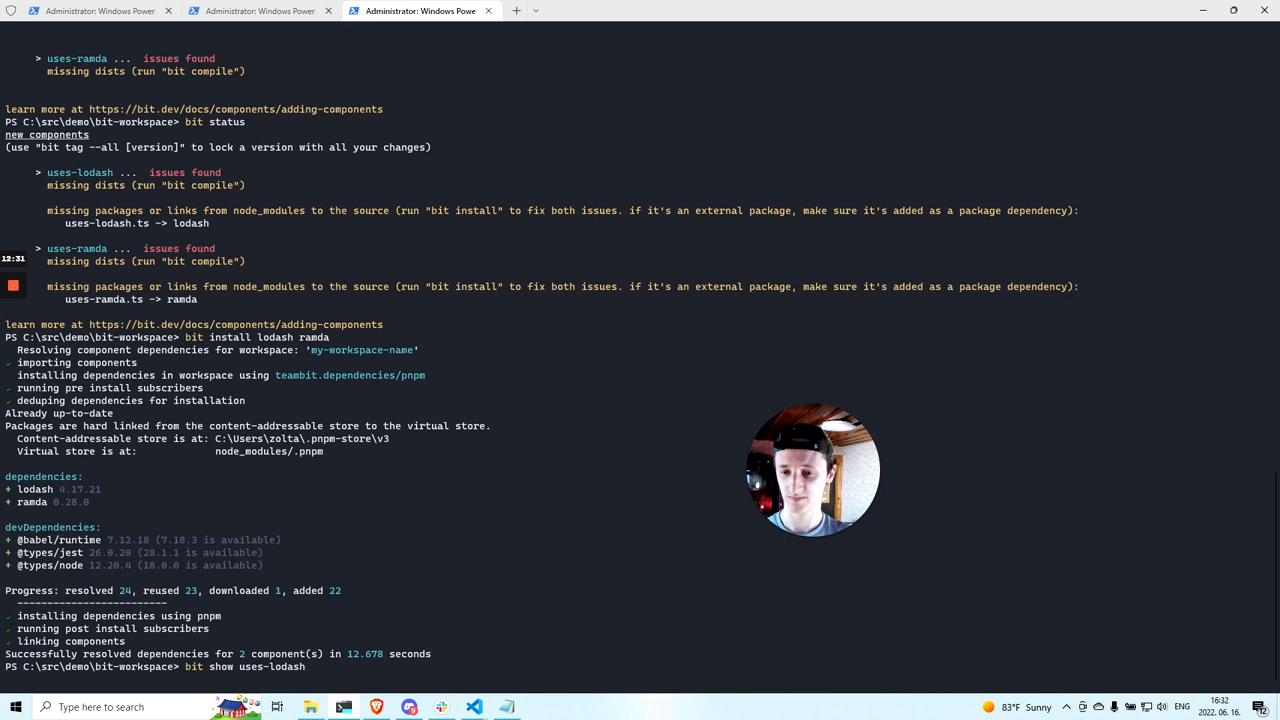 Administrator: Windows Power
Administrator: Windows Power
Administrator: Windows Powe
> uses-ramda ... issues found
missing dists (run "bit compile")
learn more at https://bit.dev/docs/components/adding-components
PS C:\src\demo\bit-workspace> bit status
new components
(use "bit tag --all [version]" to lock a version with all your changes)
> uses-lodash ... issues found
missing dists (run "bit compile")
missing packages or links from node_modules to the source (run "bit install" to fix both issues. if it's an external package, make sure it's added as a package dependency):
uses-lodash.ts -> lodash
> uses-ramda ... issues found
12:31
missing dists (run "bit compile")
missing packages or links from node_modules to the source (run "bit install" to fix both issues. if it's an external package, make sure it's added as a package dependency):
uses-ramda.ts -> ramda
learn more at https://bit.dev/docs/components/adding-components
PS C:\src\demo\bit-workspace> bit install lodash ramda
Resolving component dependencies for workspace: 'my-workspace-name'
✓ importing components
installing dependencies in workspace using teambit.dependencies/pnpm
✓ running pre install subscribers
✓ deduping dependencies for installation
Already up-to-date
Packages are hard linked from the content-addressable store to the virtual store.
Content-addressable store is at: C:\Users\zolta\.pnpm-store\v3
Virtual store is at: node_modules/.pnpm
dependencies:
+ lodash 4.17.21
+ ramda 0.28.0
devDependencies:
+ @babel/runtime 7.12.18 (7.18.3 is available)
+ @types/jest 26.0.20 (28.1.1 is available)
+ @types/node 12.20.4 (18.0.0 is available)
Progress: resolved 24, reused 23, downloaded 1, added 22
-------------------------
✓ installing dependencies using pnpm
✓ running post install subscribers
✓ linking components
Successfully resolved dependencies for 2 component(s) in 12.678 seconds
PS C:\src\demo\bit-workspace> bit show uses-lodash
Type here to search
83°F Sunny
ENG
16:32
2022. 06. 16.
12